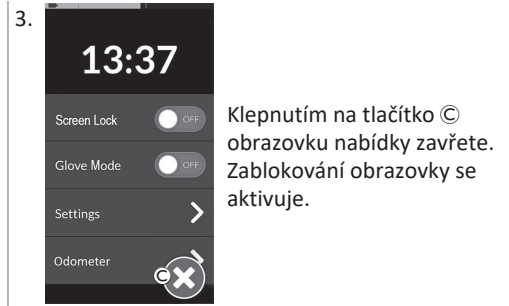 3.
13:37
Screen Lock OFF
Glove Mode OFF
Settings
Odometer
©
Klepnutím na tlačítko ©
obrazovku nabídky zavřete.
Zablokování obrazovky se
aktivuje.